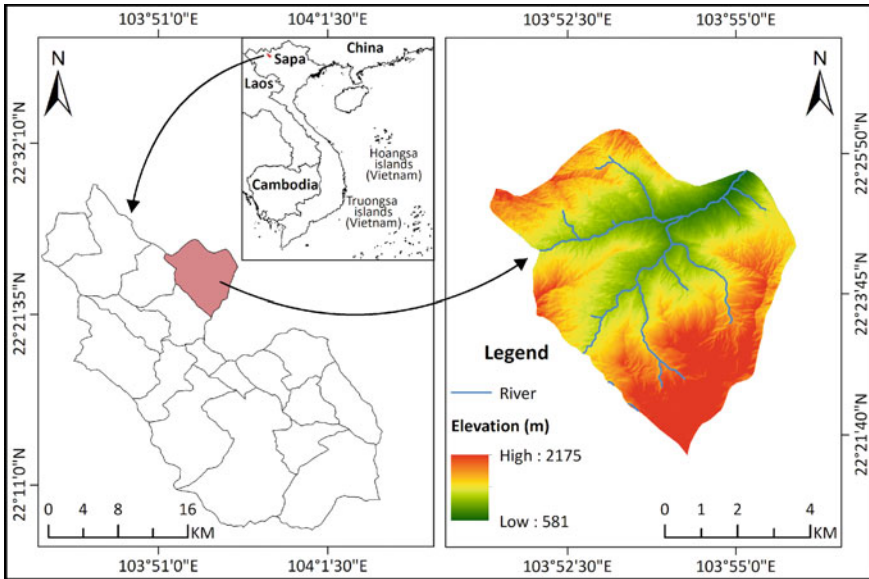 103°51'0"E
104°1'30"E
103°52'30"E
103°55'0"E
N
China
Sapa
Laos
Hoangsa
islands
(Vietnam)
Cambodia
Truongsa
islands
(Vietnam)
N
22°32'10"N
22°21'35"N
22°11'0"N
22°25'50"N
22°23'45"N
22°21'40"N
Legend
River
Elevation (m)
High : 2175
Low : 581
0 4 8 16
KM
0 1 2 4
KM
103°51'0"E
104°1'30"E
103°52'30"E
103°55'0"E